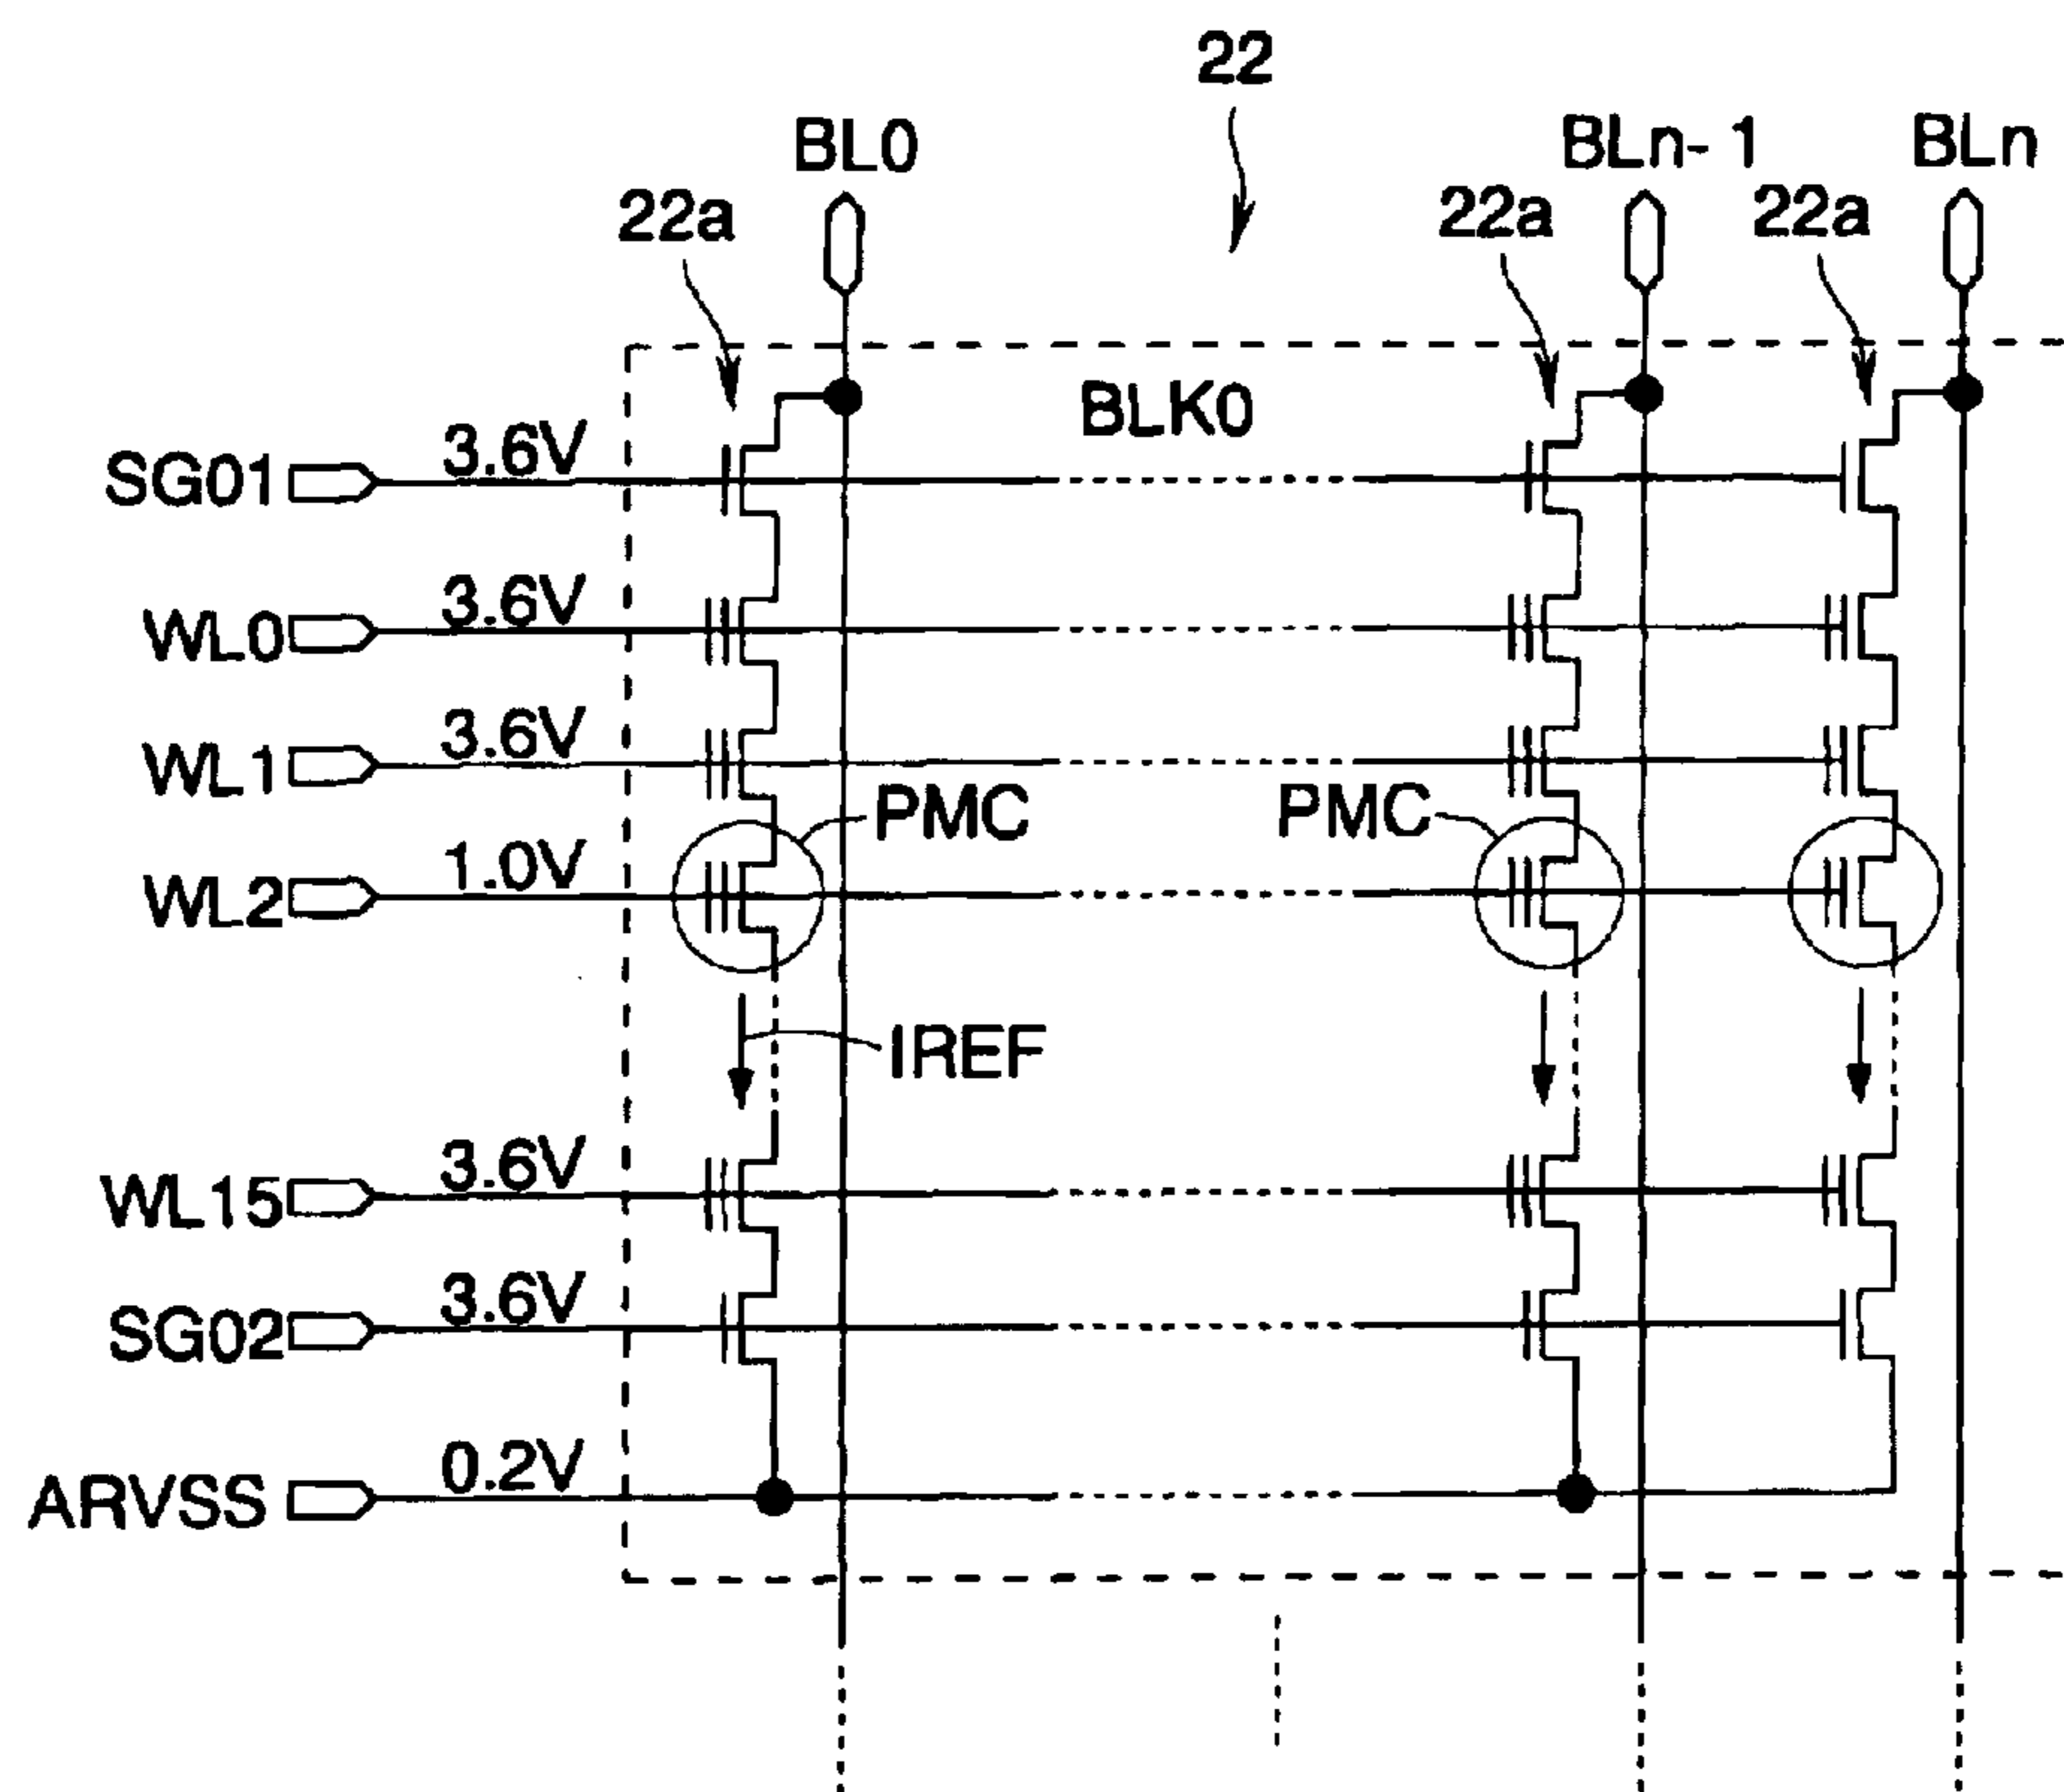 22
BL0
BLn-1
BLn
22a
22a
22a
BLK0
SG01
3.6V
WL0
3.6V
WL1
3.6V
PMC
PMC
WL2
1.0V
IREF
WL15
3.6V
SG02
3.6V
ARVSS
0.2V